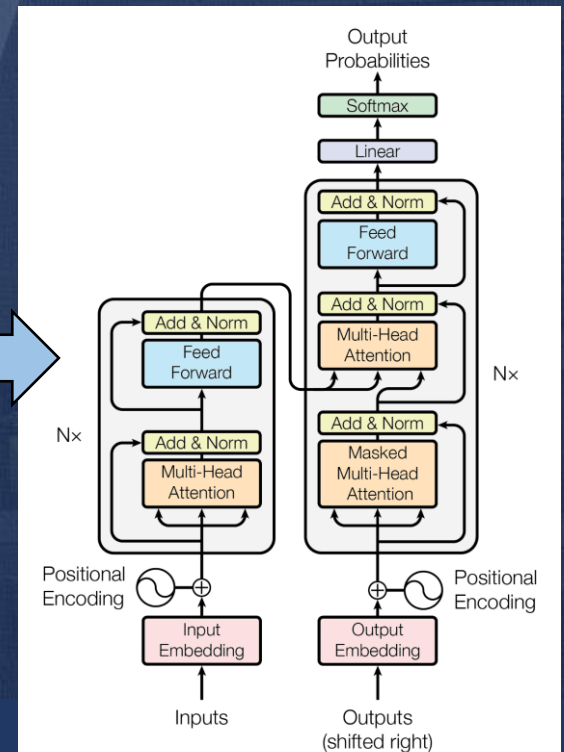 Output
Probabilities
Softmax
Linear
Add & Norm
Feed
Forward
Add & Norm
Multi-Head
Attention
Nx
Add & Norm
Masked
Multi-Head
Attention
Add & Norm
Feed
Forward
Nx
Add & Norm
Multi-Head
Attention
Positional
Encoding
Positional
Encoding
Input
Embedding
Output
Embedding
Inputs
Outputs
(shifted right)